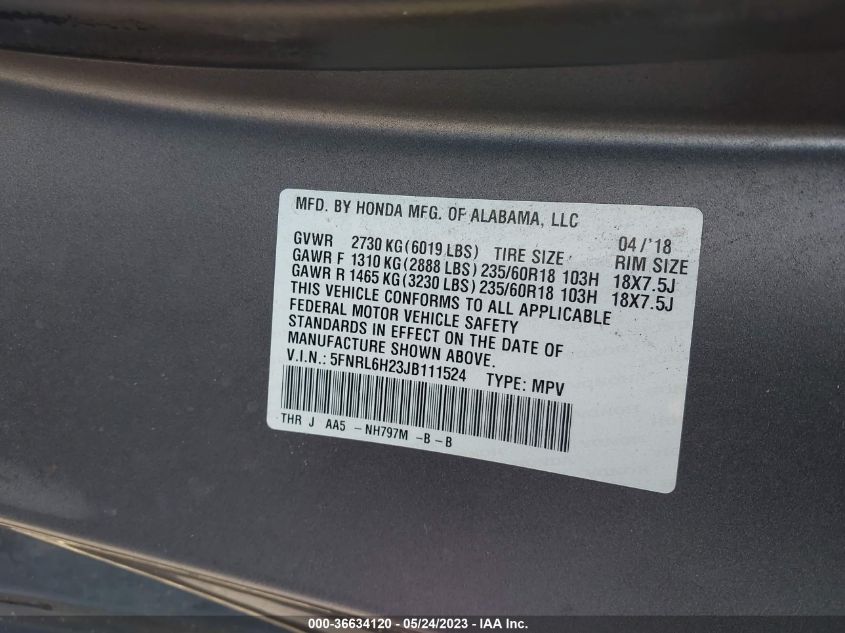 MFD. BY HONDA MFG. OF ALABAMA, LLC
04/'18
GVWR 2730 KG(6019 LBS) TIRE SIZE RIM SIZE
GAWR F 1310 KG(2888 LBS) 235/60R18 103H 18X7.5J
GAWR R 1465 KG(3230 LBS) 235/60R18 103H 18X7.5J
THIS VEHICLE CONFORMS TO ALL APPLICABLE
FEDERAL MOTOR VEHICLE SAFETY
STANDARDS IN EFFECT ON THE DATE OF
MANUFACTURE SHOWN ABOVE.
V.I.N.: 5FNRL6H23JB111524 TYPE: MPV
THR J AA5 - NH797M -B - B
000-36634120 - 05/24/2023 - IAA Inc.